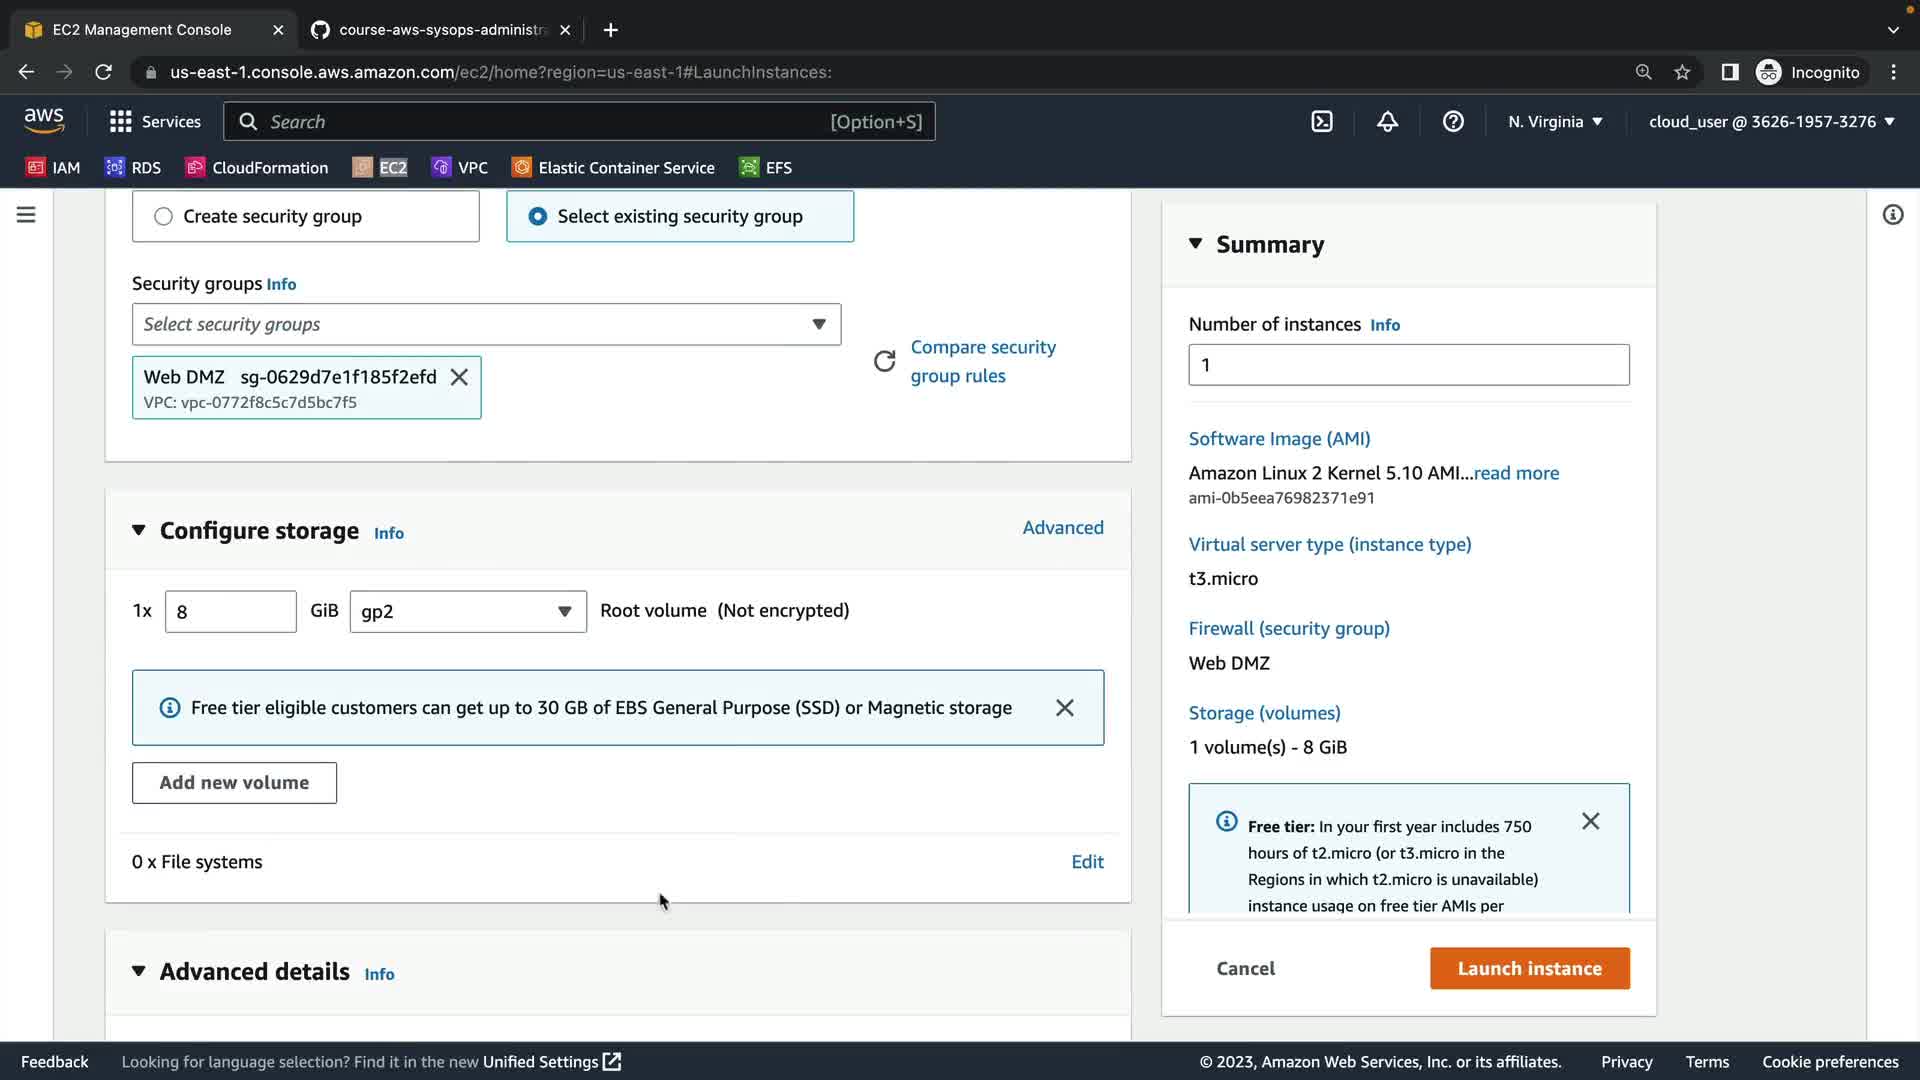 EC2 Management Console
course-aws-sysops-administr
us-east-1.console.aws.amazon.com/ec2/home?region=us-east-1#LaunchInstances:
Incognito
aws
Services
Search
[Option+S]
N. Virginia
cloud_user @ 3626-1957-3276
IAM
RDS
CloudFormation
EC2
VPC
Elastic Container Service
EFS
Create security group
Select existing security group
Security groups Info
Select security groups
Web DMZ sg-0629d7e1f185f2efd
VPC: vpc-0772f8c5c7d5bc7f5
Compare security
group rules
Configure storage Info
Advanced
1x 8 GiB gp2 Root volume (Not encrypted)
Free tier eligible customers can get up to 30 GB of EBS General Purpose (SSD) or Magnetic storage
Add new volume
0 x File systems
Edit
Advanced details Info
Summary
Number of instances Info
1
Software Image (AMI)
Amazon Linux 2 Kernel 5.10 AMI...read more
ami-0b5eea76982371e91
Virtual server type (instance type)
t3.micro
Firewall (security group)
Web DMZ
Storage (volumes)
1 volume(s) - 8 GiB
Free tier: In your first year includes 750
hours of t2.micro (or t3.micro in the
Regions in which t2.micro is unavailable)
instance usage on free tier AMIs per
Cancel
Launch instance
Feedback
Looking for language selection? Find it in the new Unified Settings
© 2023, Amazon Web Services, Inc. or its affiliates.
Privacy
Terms
Cookie preferences